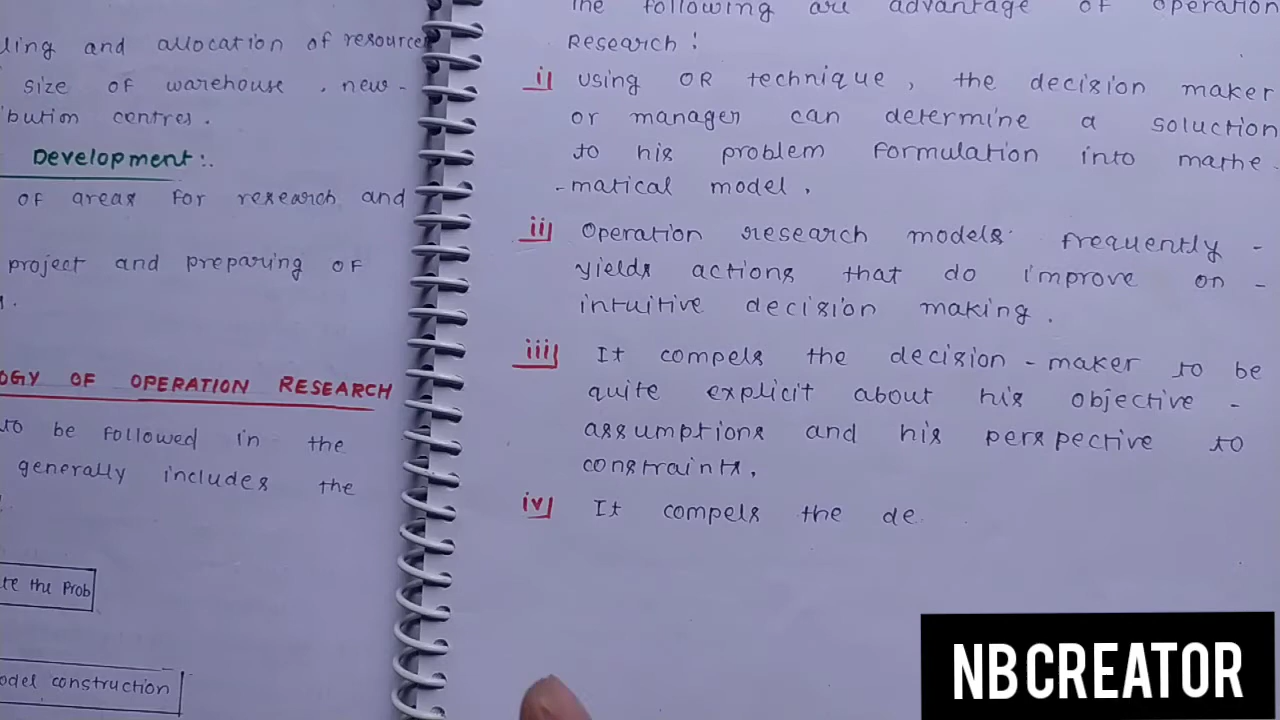 ling and allocation of resources
size of warehouse , new -
bution centres .
Development :.
of areas for research and
project and preparing of
OGY OF OPERATION RESEARCH
to be followed in the
generally includes the
te the Prob
odel construction
The following are advantage of operation
Research :
i) Using OR technique , the decision maker
or manager can determine a soluction
to his problem formulation into mathe -
- matical model .
ii) Operation research models frequently -
yields actions that do improve on -
intuitive decision making .
iii) It compels the decision - maker to be
quite explicit about his objective -
assumptions and his perspective to
constraints .
iv) It compels the de
NB CREATOR